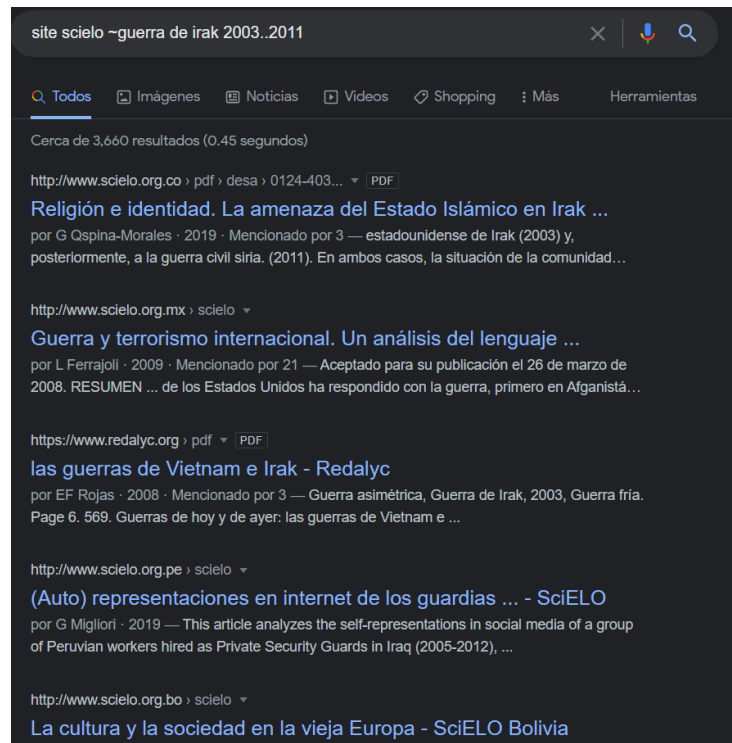 site scielo ~guerra de irak 2003..2011
Todos Imágenes Noticias Videos Shopping Más Herramientas
Cerca de 3,660 resultados (0.45 segundos)
http://www.scielo.org.co › pdf › desa › 0124-403... PDF
Religión e identidad. La amenaza del Estado Islámico en Irak ...
por G Qspina-Morales · 2019 · Mencionado por 3 — estadounidense de Irak (2003) y,
posteriormente, a la guerra civil siria. (2011). En ambos casos, la situación de la comunidad...
http://www.scielo.org.mx › scielo
Guerra y terrorismo internacional. Un análisis del lenguaje ...
por L Ferrajoli · 2009 · Mencionado por 21 — Aceptado para su publicación el 26 de marzo de
2008. RESUMEN ... de los Estados Unidos ha respondido con la guerra, primero en Afganistá...
https://www.redalyc.org › pdf PDF
las guerras de Vietnam e Irak - Redalyc
por EF Rojas · 2008 · Mencionado por 3 — Guerra asimétrica, Guerra de Irak, 2003, Guerra fría.
Page 6. 569. Guerras de hoy y de ayer: las guerras de Vietnam e ...
http://www.scielo.org.pe › scielo
(Auto) representaciones en internet de los guardias ... - SciELO
por G Migliori · 2019 — This article analyzes the self-representations in social media of a group
of Peruvian workers hired as Private Security Guards in Iraq (2005-2012), ...
http://www.scielo.org.bo › scielo
La cultura y la sociedad en la vieja Europa - SciELO Bolivia